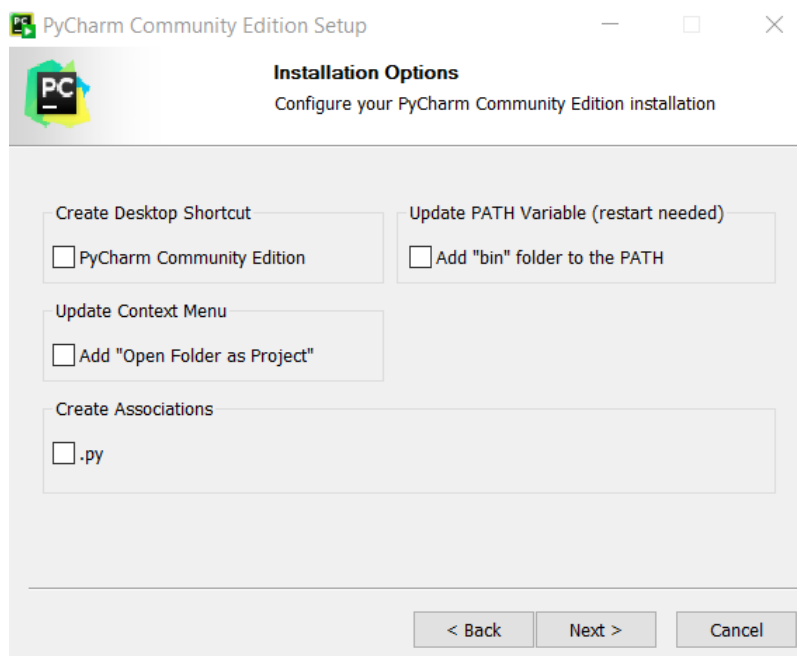 PyCharm Community Edition Setup
PC
Installation Options
Configure your PyCharm Community Edition installation
Create Desktop Shortcut
PyCharm Community Edition
Update PATH Variable (restart needed)
Add "bin" folder to the PATH
Update Context Menu
Add "Open Folder as Project"
Create Associations
.py
< Back
Next >
Cancel